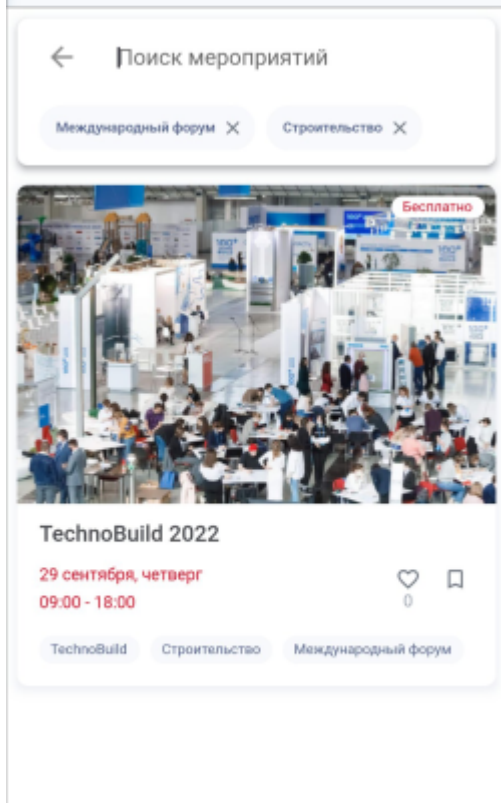 Поиск мероприятий
Международный форум
Строительство
Бесплатно
TechnoBuild 2022
29 сентября, четверг
0
09:00 - 18:00
TechnoBuild Строительство Международный форум